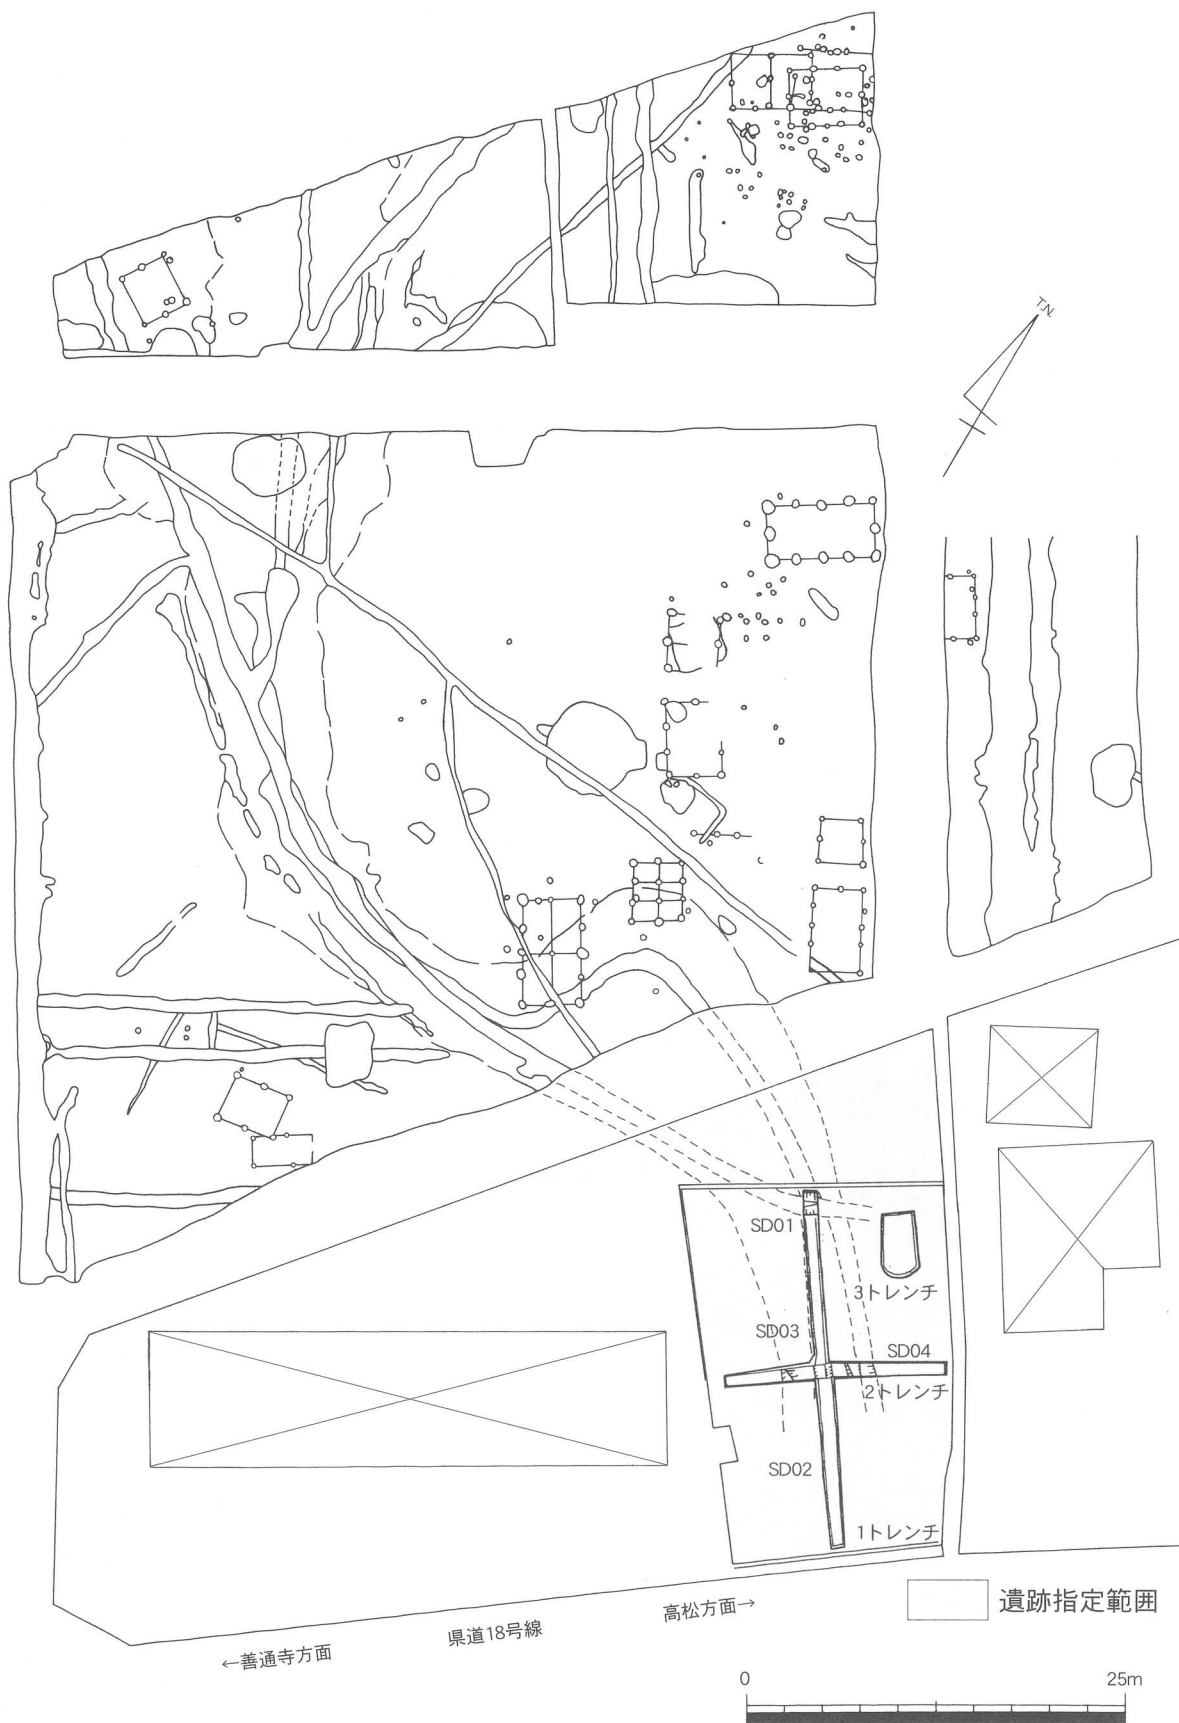 T.N
SD01
3トレンチ
SD03
SD04
2トレンチ
SD02
1トレンチ
遺跡指定範囲
高松方面→
県道18号線
←善通寺方面
0
25m